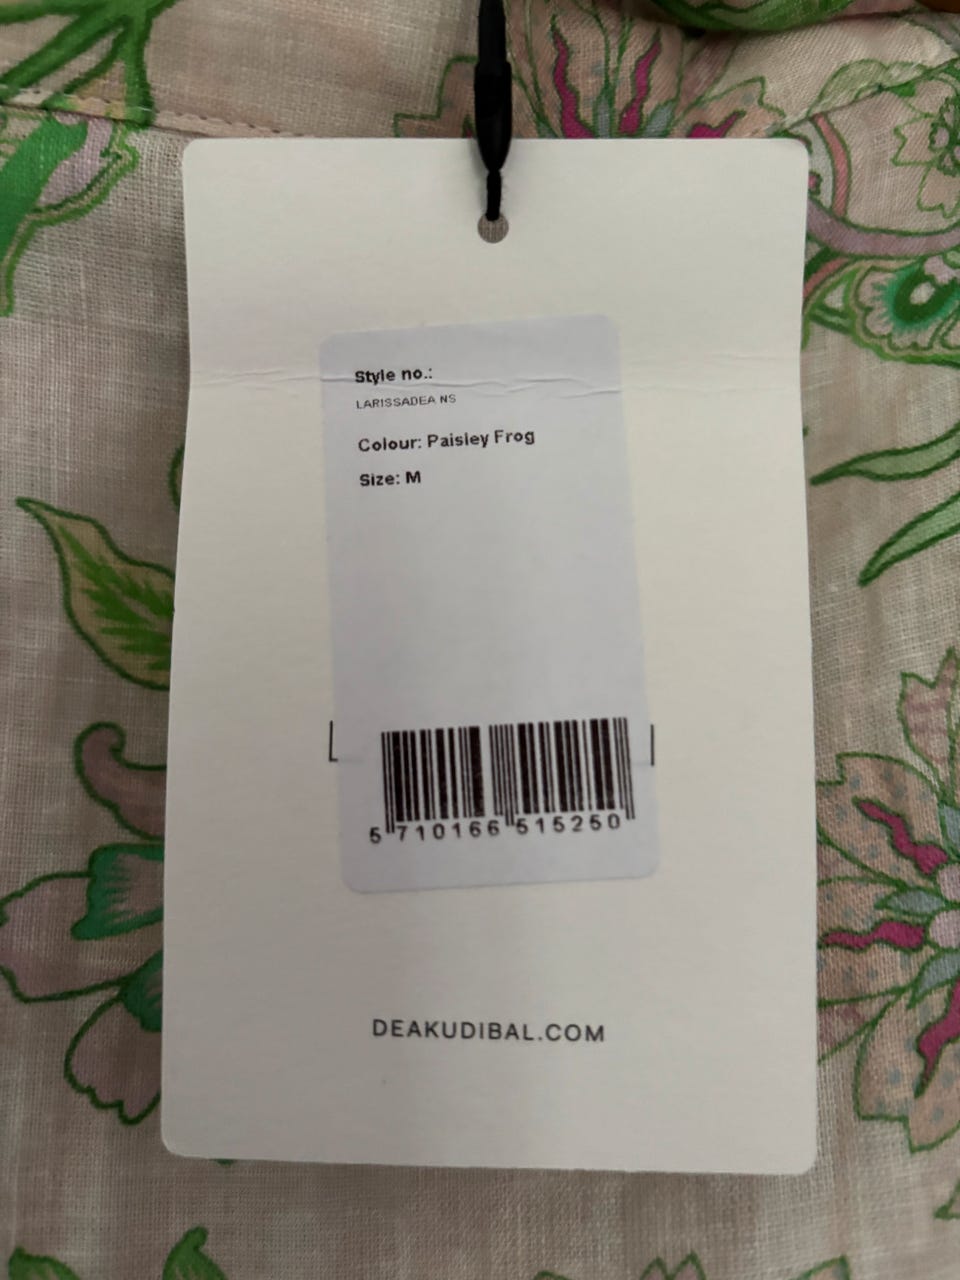 Style no.:
LARISSADEA NS
Colour: Paisley Frog
Size: M
5 710166 515250
DEAKUDIBAL.COM